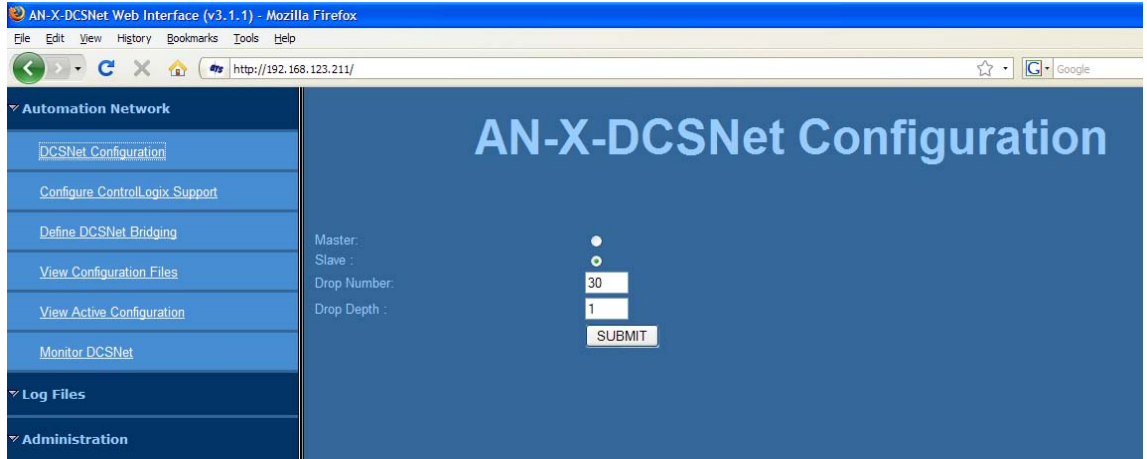 AN-X-DCSNet Web Interface (v3.1.1) - Mozilla Firefox
File Edit View History Bookmarks Tools Help
http://192.168.123.211/
G Google
Automation Network
DCSNet Configuration
Configure ControlLogix Support
Define DCSNet Bridging
View Configuration Files
View Active Configuration
Monitor DCSNet
Log Files
Administration
AN-X-DCSNet Configuration
Master:
Slave :
Drop Number: 30
Drop Depth : 1
SUBMIT